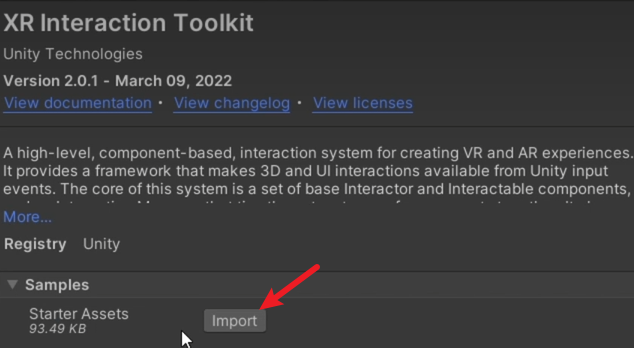 XR Interaction Toolkit
Unity Technologies
Version 2.0.1 - March 09, 2022
View documentation • View changelog • View licenses
A high-level, component-based, interaction system for creating VR and AR experiences.
It provides a framework that makes 3D and UI interactions available from Unity input
events. The core of this system is a set of base Interactor and Interactable components,
More...
Registry Unity
Samples
Starter Assets
Import
93.49 KB